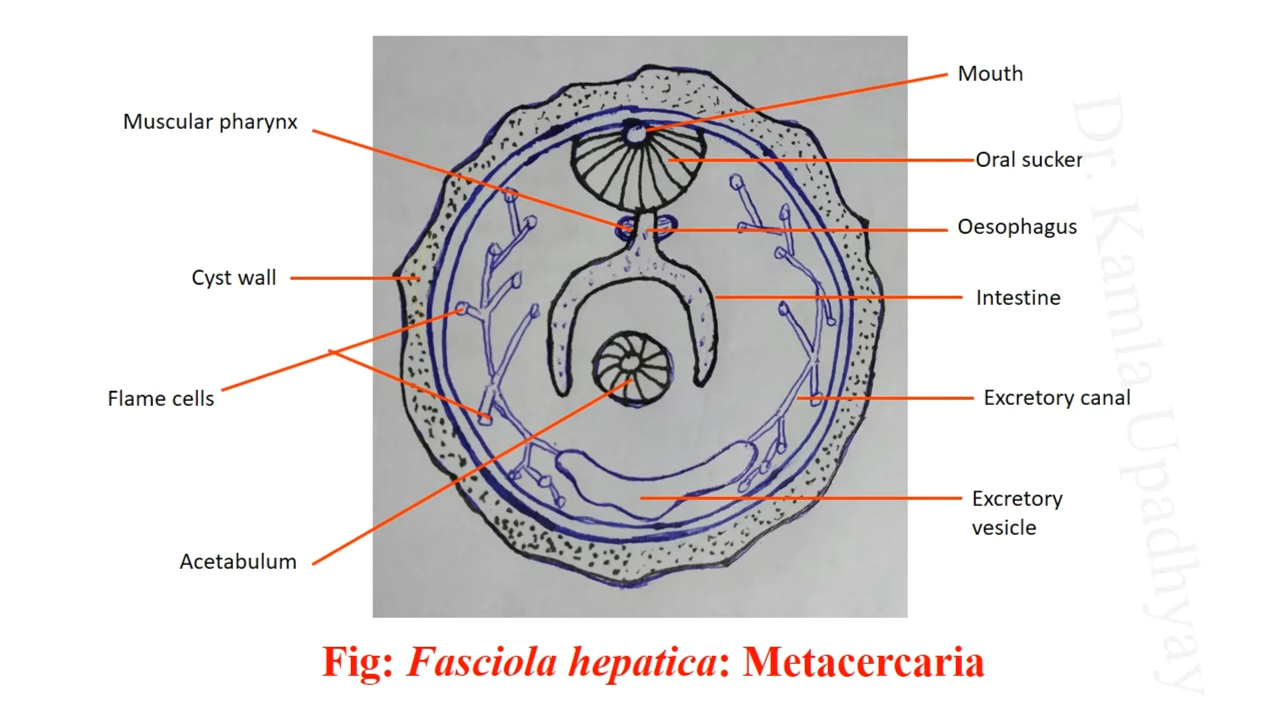 Mouth
Muscular pharynx
Oral sucker
Oesophagus
Cyst wall
Intestine
Flame cells
Excretory canal
Excretory
vesicle
Acetabulum
Fig: Fasciola hepatica: Metacercaria
Dr. Kamla Upadhyay